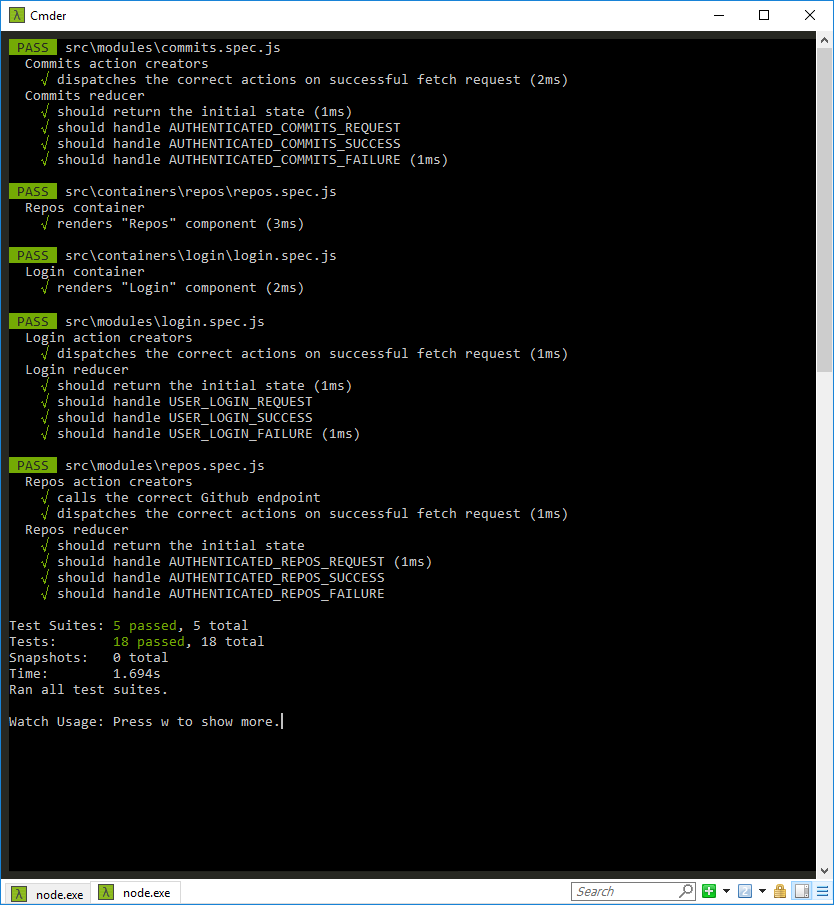 Cmder
PASS src\modules\commits.spec.js
Commits action creators
√ dispatches the correct actions on successful fetch request (2ms)
Commits reducer
√ should return the initial state (1ms)
√ should handle AUTHENTICATED_COMMITS_REQUEST
√ should handle AUTHENTICATED_COMMITS_SUCCESS
√ should handle AUTHENTICATED_COMMITS_FAILURE (1ms)
PASS src\containers\repos\repos.spec.js
Repos container
√ renders "Repos" component (3ms)
PASS src\containers\login\login.spec.js
Login container
√ renders "Login" component (2ms)
PASS src\modules\login.spec.js
Login action creators
√ dispatches the correct actions on successful fetch request (1ms)
Login reducer
√ should return the initial state (1ms)
√ should handle USER_LOGIN_REQUEST
√ should handle USER_LOGIN_SUCCESS
√ should handle USER_LOGIN_FAILURE (1ms)
PASS src\modules\repos.spec.js
Repos action creators
√ calls the correct Github endpoint
√ dispatches the correct actions on successful fetch request (1ms)
Repos reducer
√ should return the initial state
√ should handle AUTHENTICATED_REPOS_REQUEST (1ms)
√ should handle AUTHENTICATED_REPOS_SUCCESS
√ should handle AUTHENTICATED_REPOS_FAILURE
Test Suites: 5 passed, 5 total
Tests: 18 passed, 18 total
Snapshots: 0 total
Time: 1.694s
Ran all test suites.
Watch Usage: Press w to show more.
node.exe node.exe Search